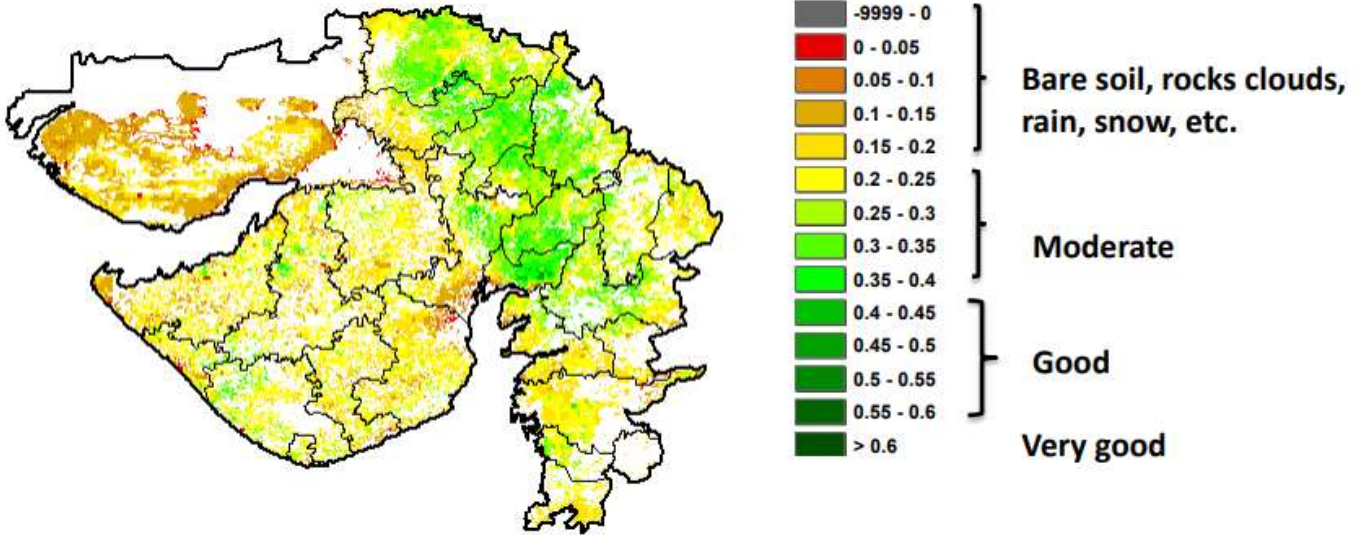 -9999 - 0
0 - 0.05
0.05 - 0.1
0.1 - 0.15
0.15 - 0.2
0.2 - 0.25
0.25 - 0.3
0.3 - 0.35
0.35 - 0.4
0.4 - 0.45
0.45 - 0.5
0.5 - 0.55
0.55 - 0.6
> 0.6
Bare soil, rocks clouds,
rain, snow, etc.
Moderate
Good
Very good